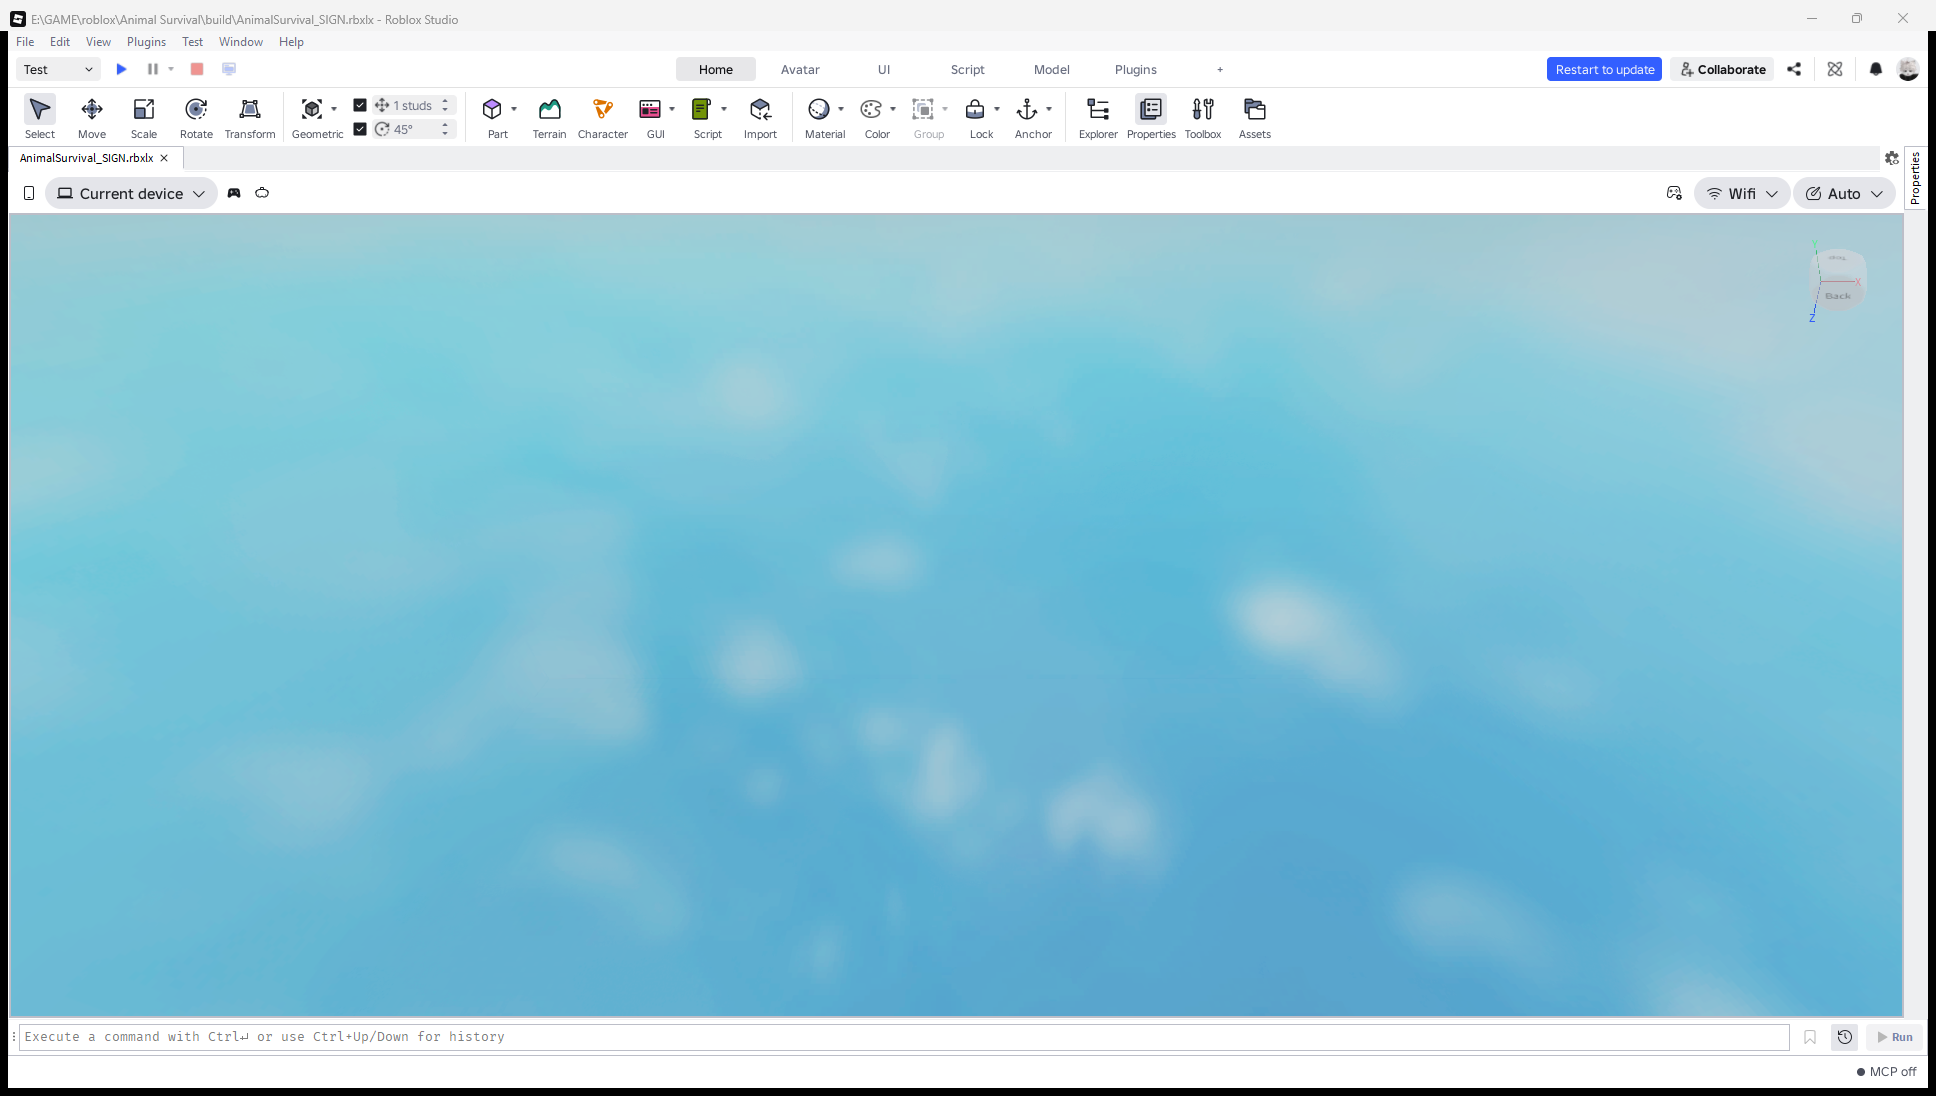 E:\GAME\roblox\Animal Survival\build\AnimalSurvival_SIGN.rbxlx - Roblox Studio
File Edit View Plugins Test Window Help
Test Home Avatar UI Script Model Plugins + Restart to update Collaborate
1 studs
45°
Select Move Scale Rotate Transform Geometric Part Terrain Character GUI Script Import Material Color Group Lock Anchor Explorer Properties Toolbox Assets
AnimalSurvival_SIGN.rbxlx
Properties
Current device Wifi Auto
Y
X
Back
Z
Execute a command with Ctrl↵ or use Ctrl+Up/Down for history
Run
MCP off